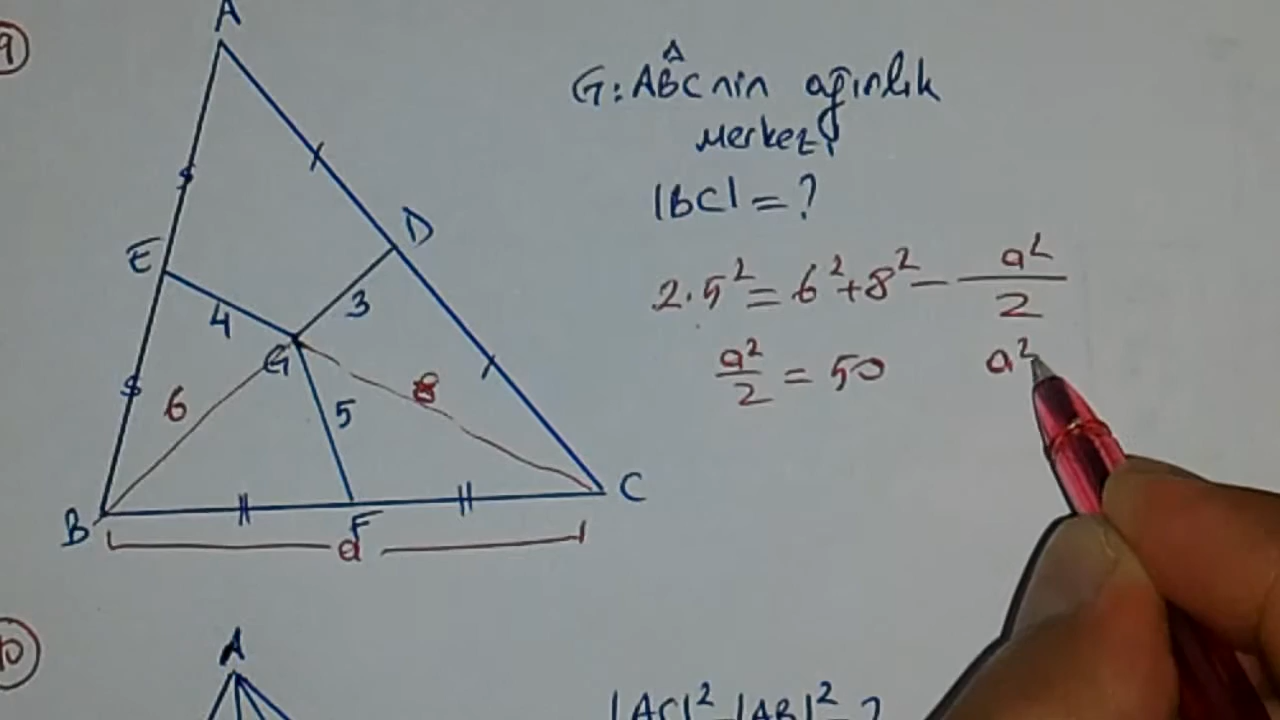 9
A
G: ABC nin ağırlık
merkezi
|BC| = ?
E
D
4
3
2.5² = 6² + 8² - a²/2
G
6
5
8
a²/2 = 50
a²
B
F
C
a
10
A
|AC|² - |AB|² = ?